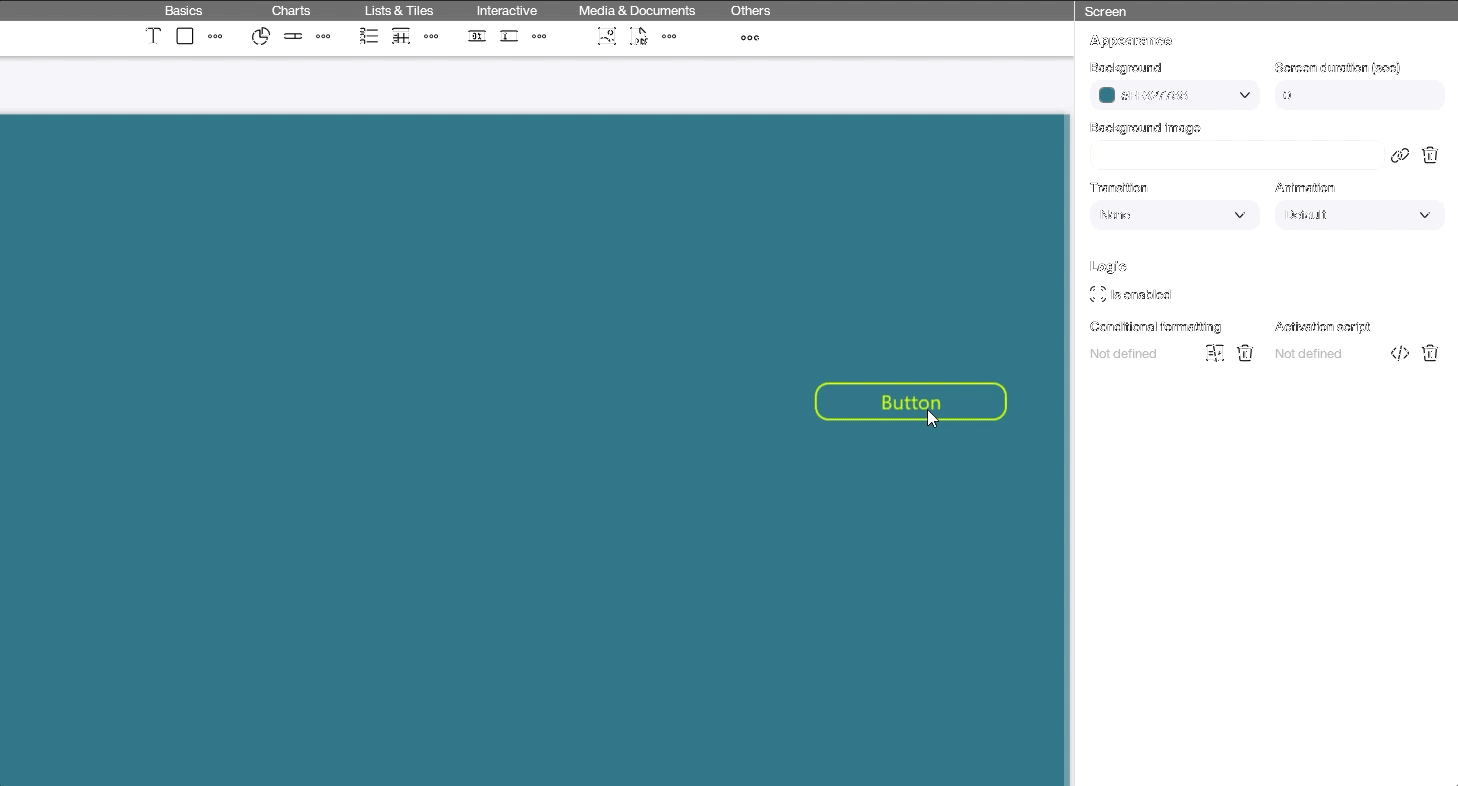 Basics Charts Lists & Tiles Interactive Media & Documents Others
Screen
Appearance
Background Screen duration (sec)
0
Background image
Transition Animation
None Default
Logic
Is enabled
Conditional formatting Activation script
Not defined Not defined
Button